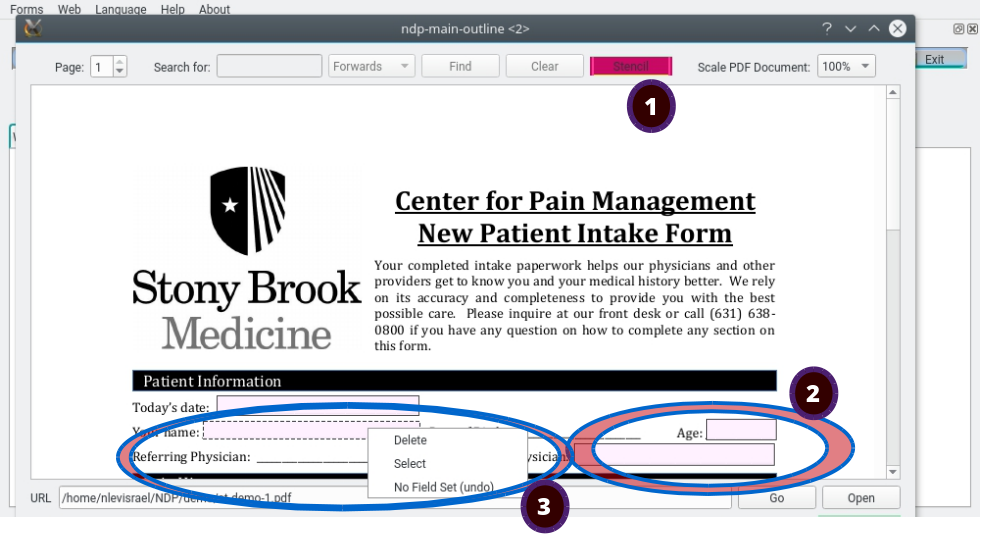 Forms Web Language Help About
ndp-main-outline <2>
Exit
Page: 1 Search for: Forwards Find Clear Stencil Scale PDF Document: 100%
1
Center for Pain Management
New Patient Intake Form
Your completed intake paperwork helps our physicians and other
providers get to know you and your medical history better. We rely
on its accuracy and completeness to provide you with the best
possible care. Please inquire at our front desk or call (631) 638-
0800 if you have any question on how to complete any section on
this form.
Stony Brook
Medicine
Patient Information
2
Today's date:
Your name: Age:
Referring Physician: ysician:
Delete
Select
No Field Set (undo)
3
URL /home/nlevisrael/NDP/demo/st-demo-1.pdf Go Open